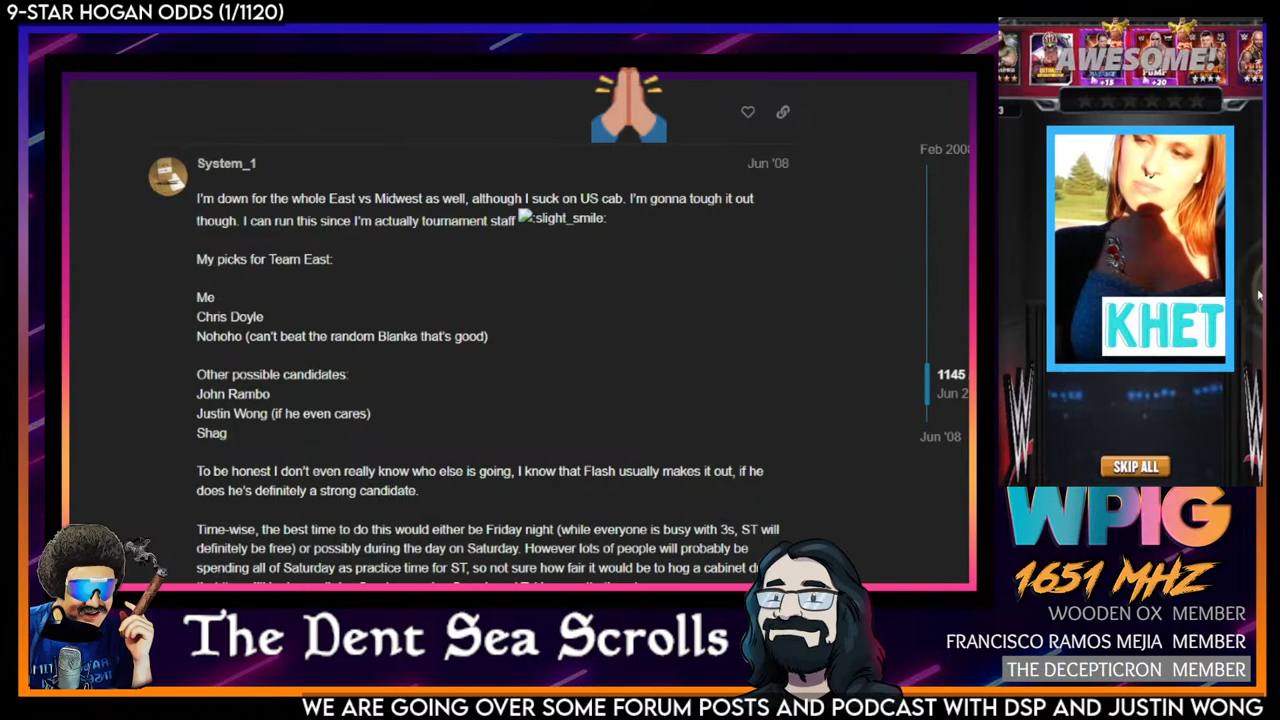 9-STAR HOGAN ODDS (1/1120)
AWESOME!
+15
+20
System_1
Jun '08
I'm down for the whole East vs Midwest as well, although I suck on US cab. I'm gonna tough it out
though. I can run this since I'm actually tournament staff :slight_smile:
My picks for Team East:
Me
Chris Doyle
Nohoho (can't beat the random Blanka that's good)
Other possible candidates:
John Rambo
Justin Wong (if he even cares)
Shag
To be honest I don't even really know who else is going, I know that Flash usually makes it out, if he
does he's definitely a strong candidate.
Time-wise, the best time to do this would either be Friday night (while everyone is busy with 3s, ST will
definitely be free) or possibly during the day on Saturday. However lots of people will probably be
spending all of Saturday as practice time for ST, so not sure how fair it would be to hog a cabinet
Feb 2008
1145
Jun 2
Jun '08
KHET
SKIP ALL
WPIG
1651 MHZ
WOODEN OX MEMBER
FRANCISCO RAMOS MEJIA MEMBER
THE DECEPTICRON MEMBER
The Dent Sea Scrolls
WE ARE GOING OVER SOME FORUM POSTS AND PODCAST WITH DSP AND JUSTIN WONG